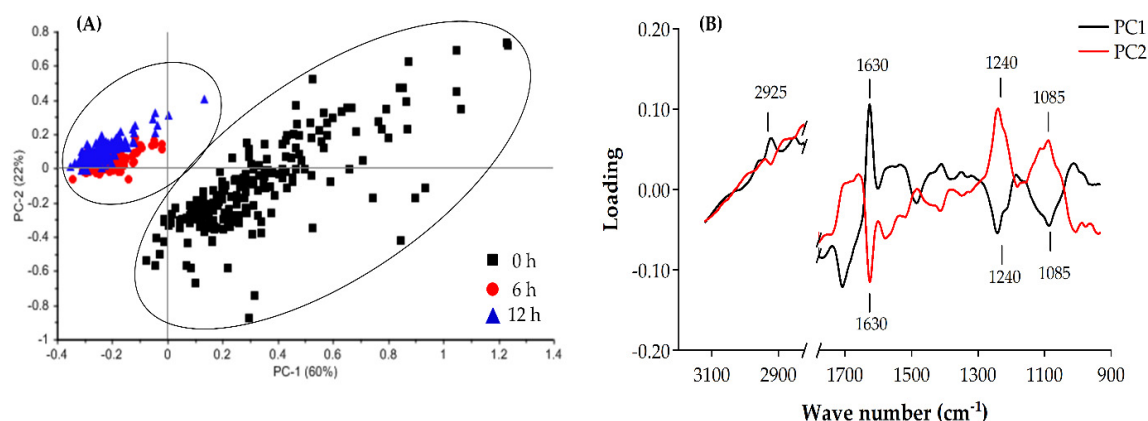 (A)
0.8
0.6
0.4
0.2
0
-0.2
-0.4
-0.6
-0.8
-1
-0.4 -0.2 0 0.2 0.4 0.6 0.8 1 1.2 1.4
PC-2 (22%)
PC-1 (60%)
0 h
6 h
12 h
(B)
PC1
PC2
0.20
0.10
0.00
-0.10
-0.20
Loading
2925
1630
1240
1085
1630
1240
1085
3100 2900 1700 1500 1300 1100 900
Wave number (cm⁻¹)